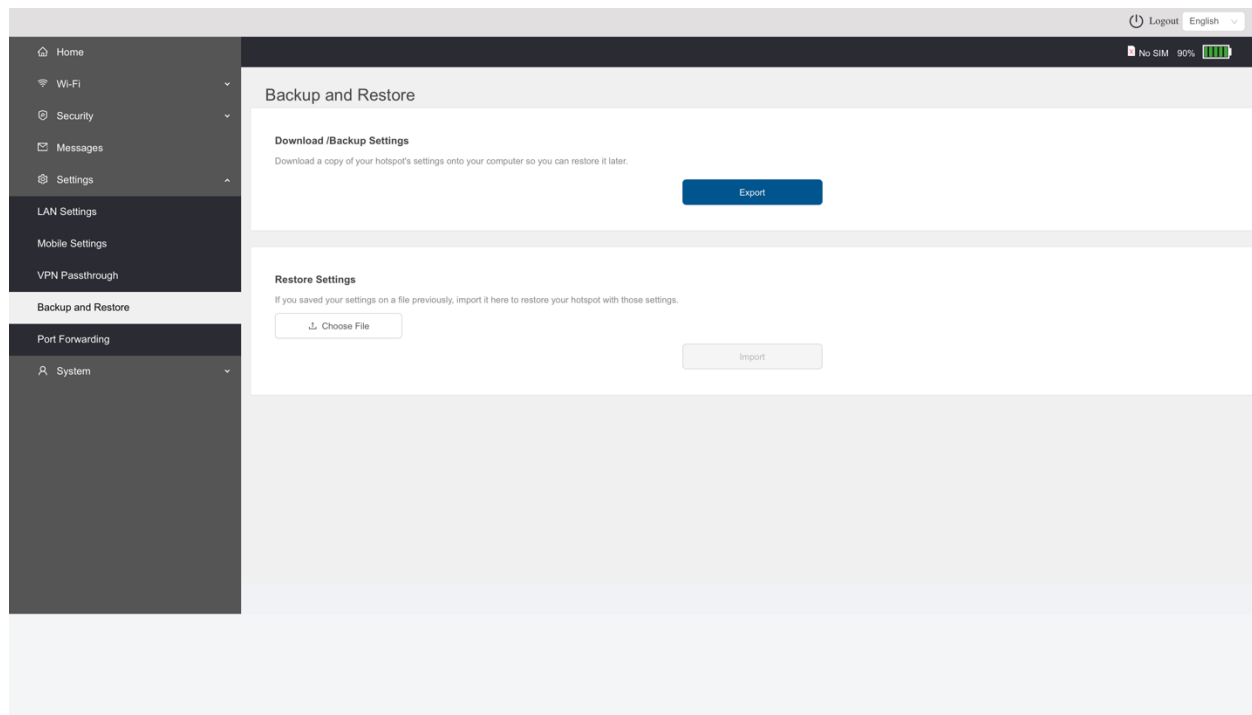 Logout English
Home
No SIM 90%
Wi-Fi
Backup and Restore
Security
Download /Backup Settings
Messages
Download a copy of your hotspot's settings onto your computer so you can restore it later.
Settings
Export
LAN Settings
Mobile Settings
VPN Passthrough
Restore Settings
Backup and Restore
If you saved your settings on a file previously, import it here to restore your hotspot with those settings.
Choose File
Port Forwarding
Import
System